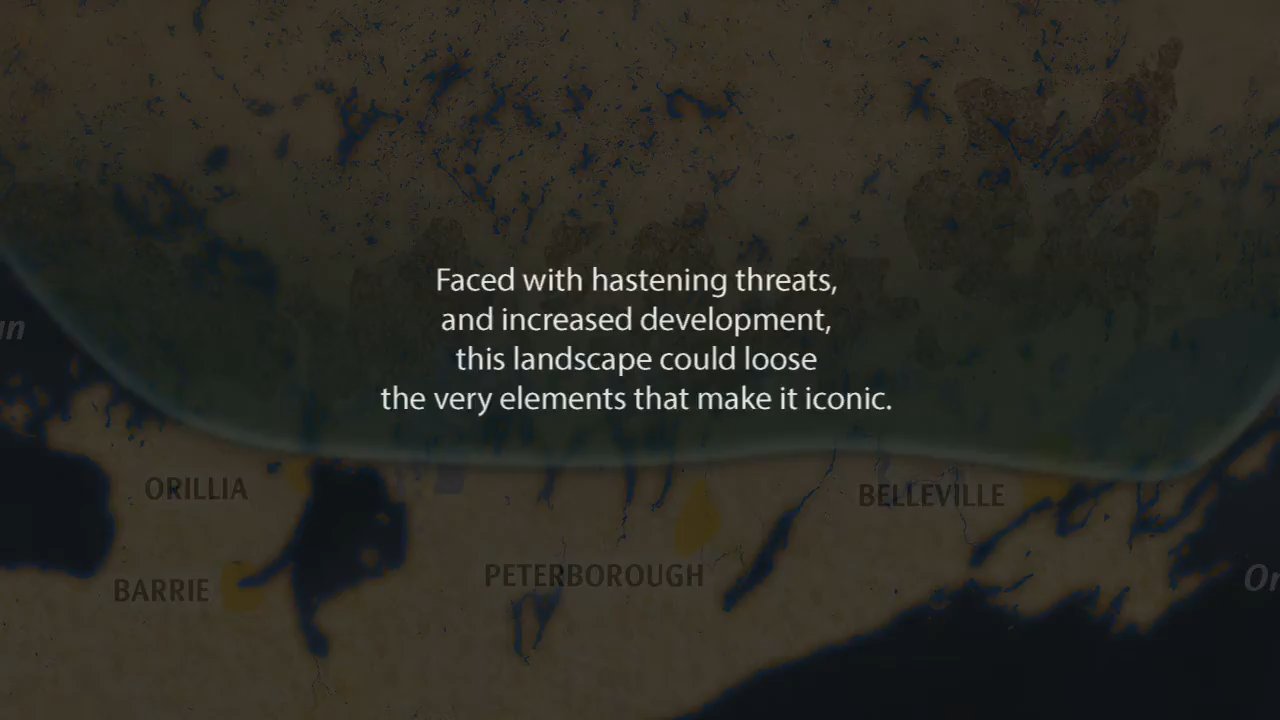 Faced with hastening threats,
and increased development,
this landscape could loose
the very elements that make it iconic.
ORILLIA
BELLEVILLE
BARRIE
PETERBOROUGH